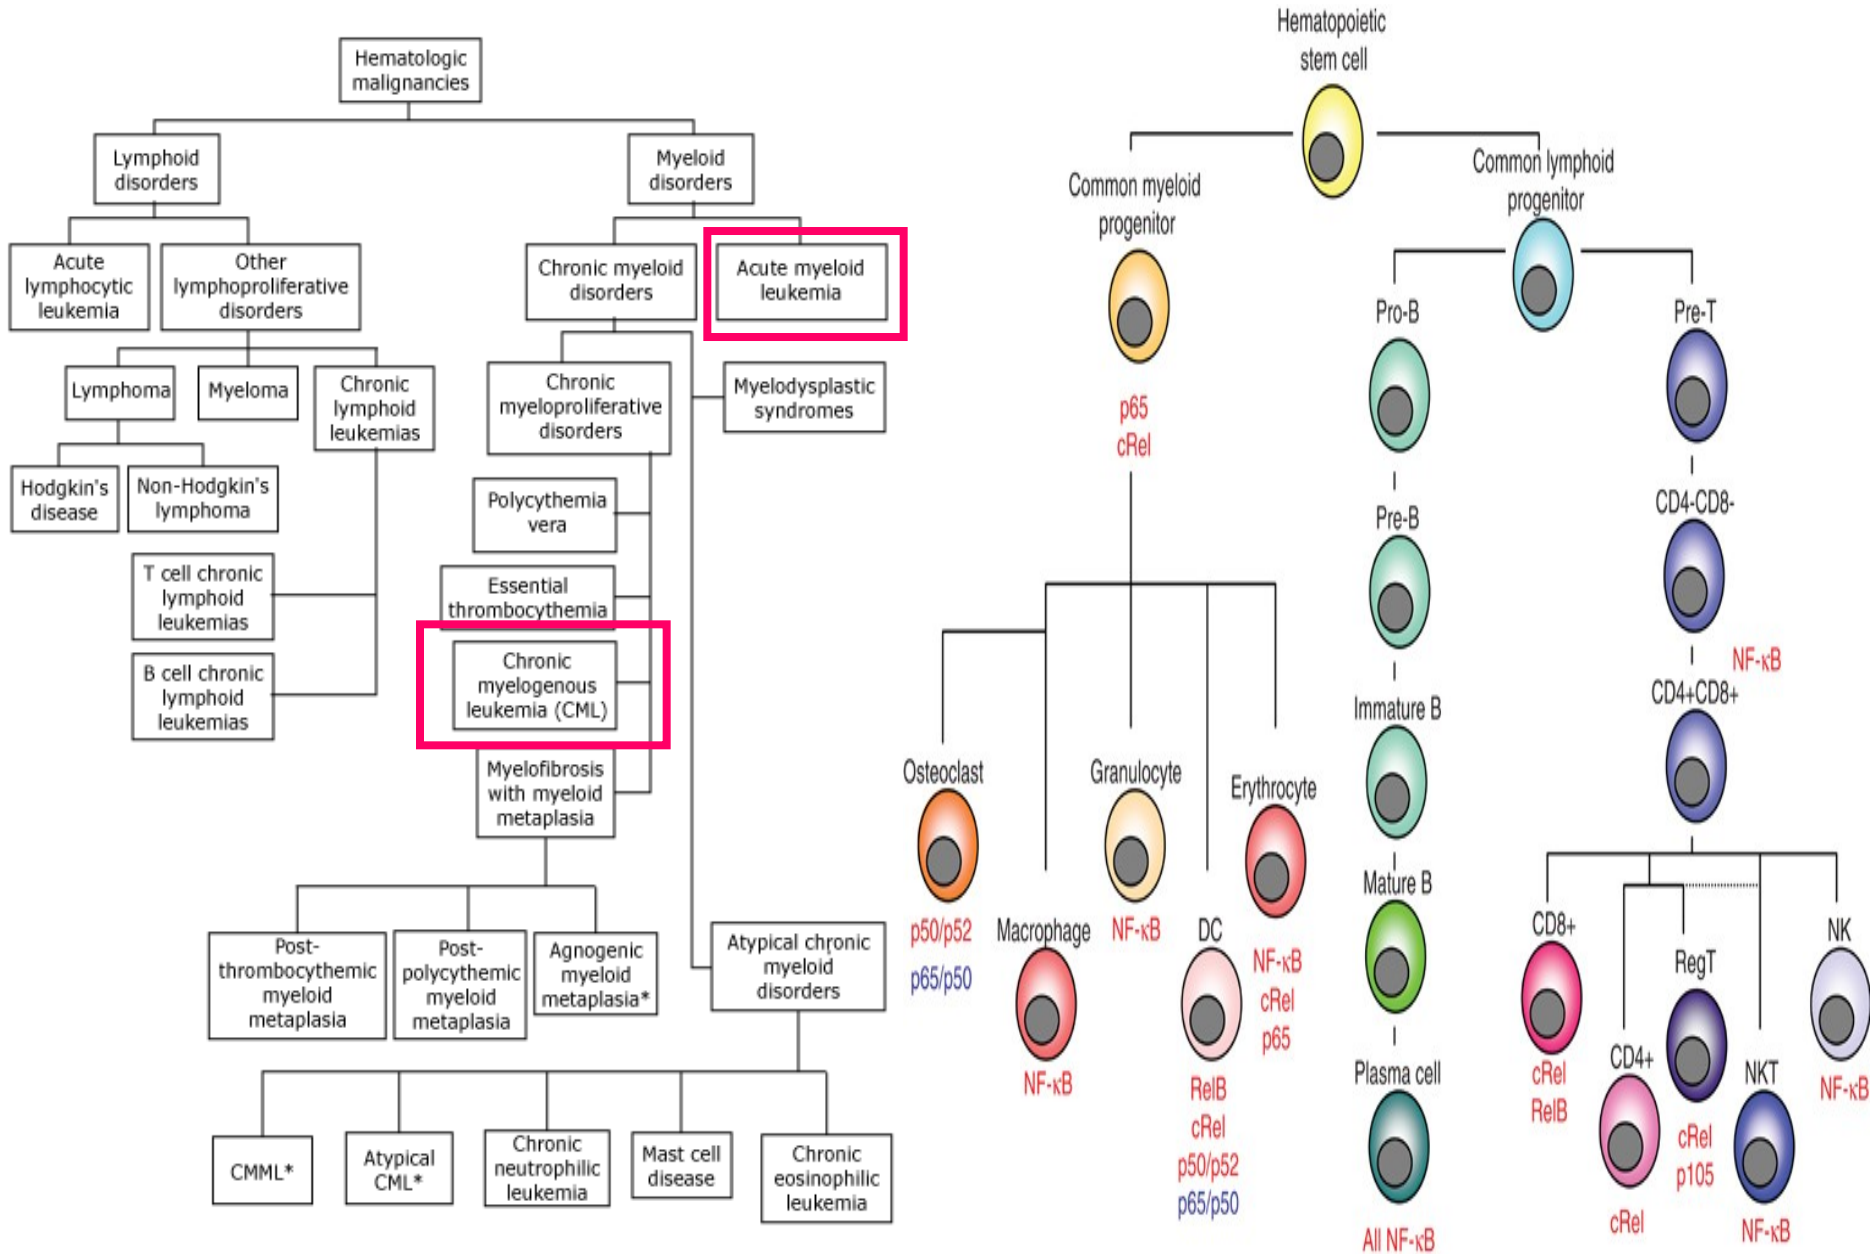 Hematologic
malignancies
Lymphoid
disorders
Myeloid
disorders
Acute
lymphocytic
leukemia
Other
lymphoproliferative
disorders
Chronic myeloid
disorders
Acute myeloid
leukemia
Lymphoma
Myeloma
Chronic
lymphoid
leukemias
Chronic
myeloproliferative
disorders
Myelodysplastic
syndromes
Hodgkin's
disease
Non-Hodgkin's
lymphoma
Polycythemia
vera
T cell chronic
lymphoid
leukemias
Essential
thrombocythemia
B cell chronic
lymphoid
leukemias
Chronic
myelogenous
leukemia (CML)
Myelofibrosis
with myeloid
metaplasia
Post-
thrombocythemic
myeloid
metaplasia
Post-
polycythemic
myeloid
metaplasia
Agnogenic
myeloid
metaplasia*
Atypical chronic
myeloid
disorders
CMML*
Atypical
CML*
Chronic
neutrophilic
leukemia
Mast cell
disease
Chronic
eosinophilic
leukemia
Hematopoietic
stem cell
Common myeloid
progenitor
Common lymphoid
progenitor
p65
cRel
Pro-B
Pre-T
Pre-B
CD4-CD8-
NF-κB
Immature B
CD4+CD8+
Osteoclast
p50/p52
p65/p50
Macrophage
NF-κB
Granulocyte
NF-κB
DC
RelB
cRel
p50/p52
p65/p50
Erythrocyte
NF-κB
cRel
p65
Mature B
Plasma cell
All NF-κB
CD8+
cRel
RelB
CD4+
cRel
RegT
cRel
p105
NKT
NF-κB
NK
NF-κB